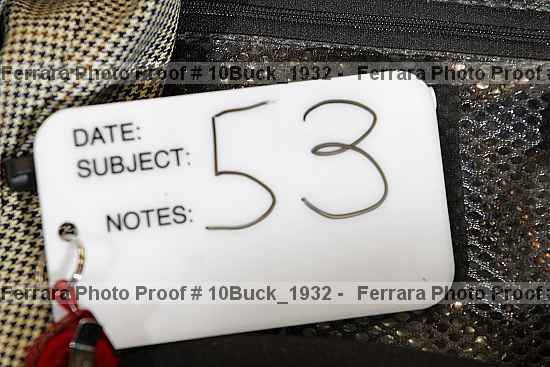 Ferrara Photo Proof # 10Buck_1932 - Ferrara Photo Proof
DATE:
SUBJECT:
NOTES:
53
Ferrara Photo Proof # 10Buck_1932 - Ferrara Photo Proof